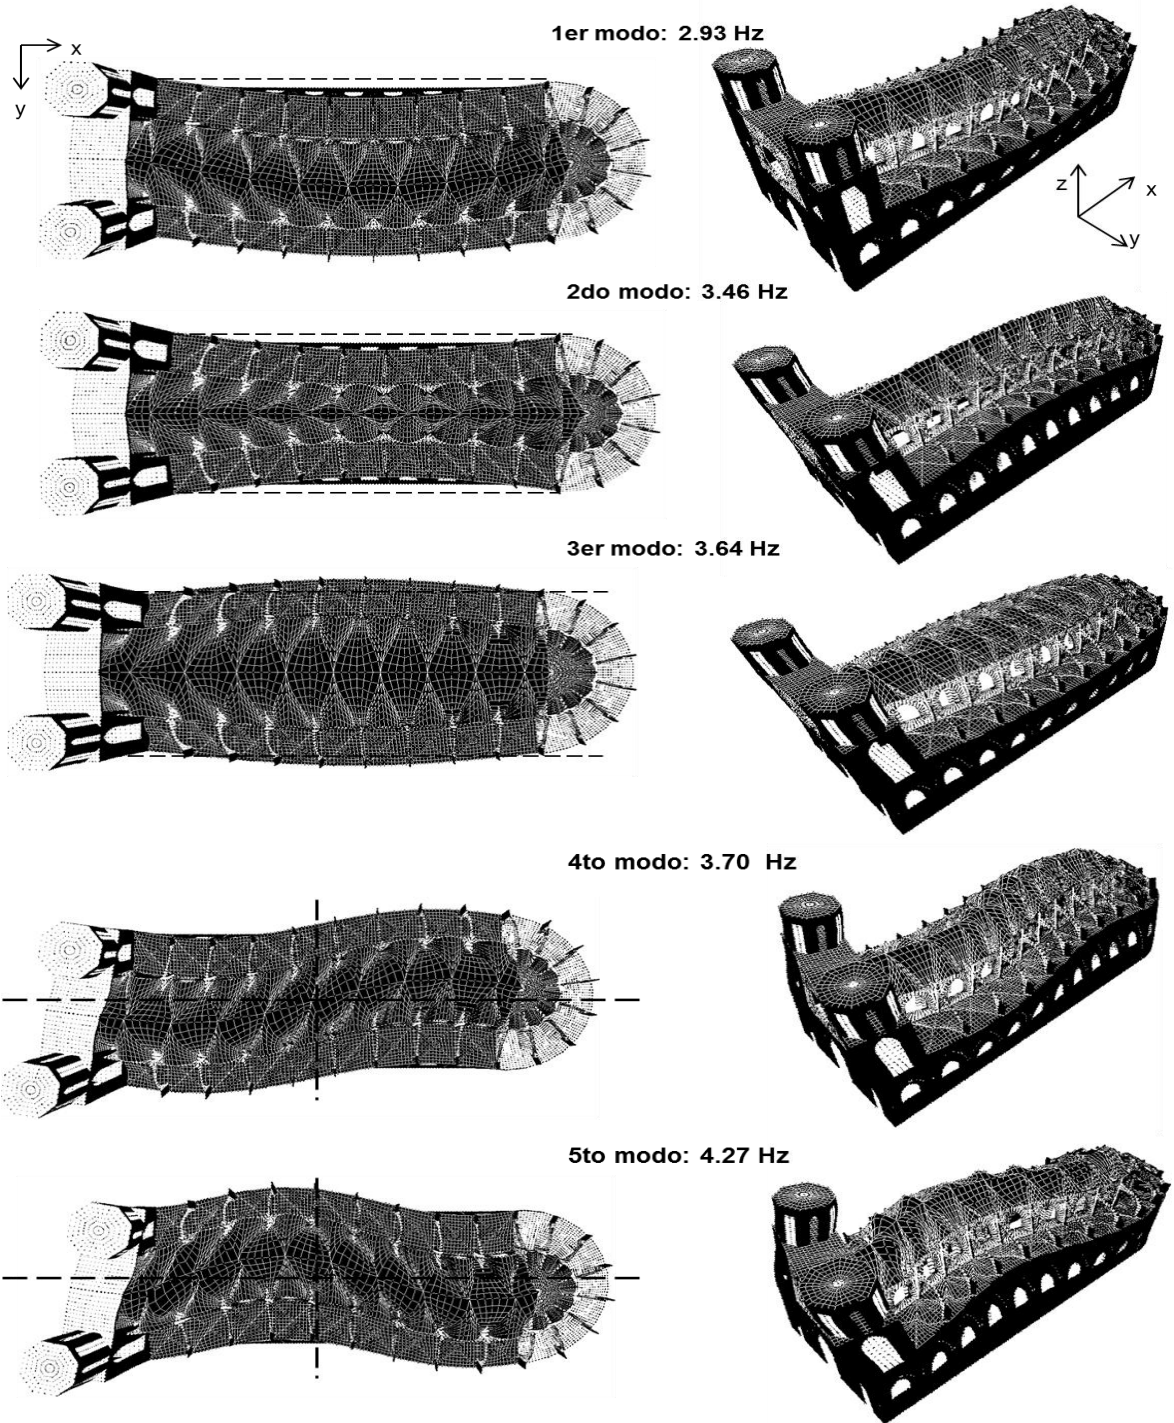 1er modo: 2.93 Hz
x
y
z
x
y
2do modo: 3.46 Hz
3er modo: 3.64 Hz
4to modo: 3.70 Hz
5to modo: 4.27 Hz